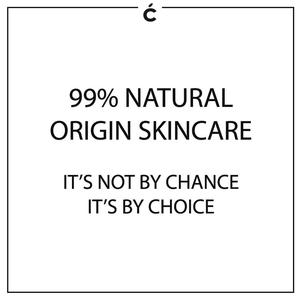 Ć
99% NATURAL
ORIGIN SKINCARE
IT'S NOT BY CHANCE
IT'S BY CHOICE